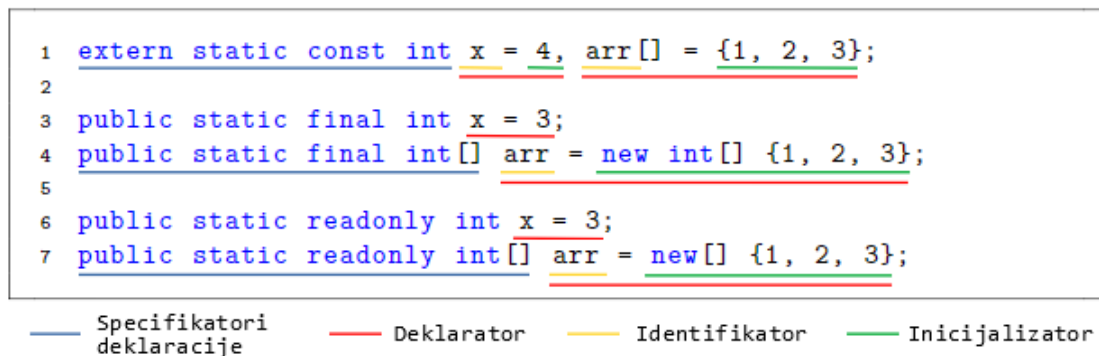 1 extern static const int x = 4, arr[] = {1, 2, 3};
2
3 public static final int x = 3;
4 public static final int[] arr = new int[] {1, 2, 3};
5
6 public static readonly int x = 3;
7 public static readonly int[] arr = new[] {1, 2, 3};
Specifikatori deklaracije
Deklarator
Identifikator
Inicijalizator